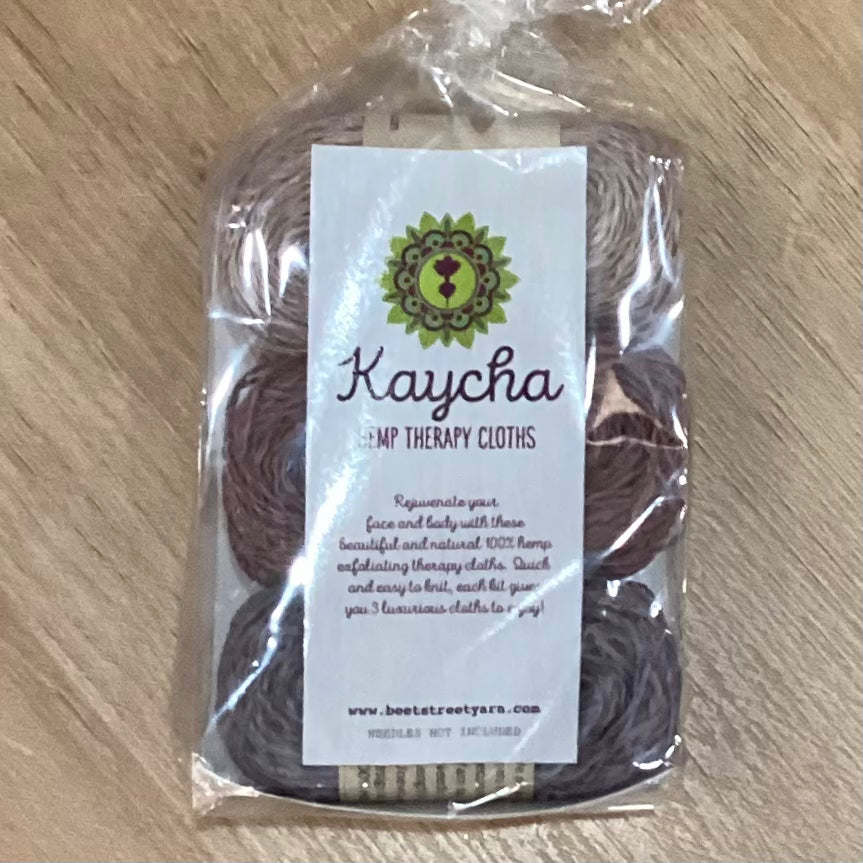 Kaycha
HEMP THERAPY CLOTHS
Rejuvenate your
face and body with these
beautiful and natural 100% hemp
exfoliating therapy cloths. Quick
and easy to knit, each kit gives
you 3 luxurious cloths to enjoy!
www.beetstreetyarn.com
NEEDLES NOT INCLUDED